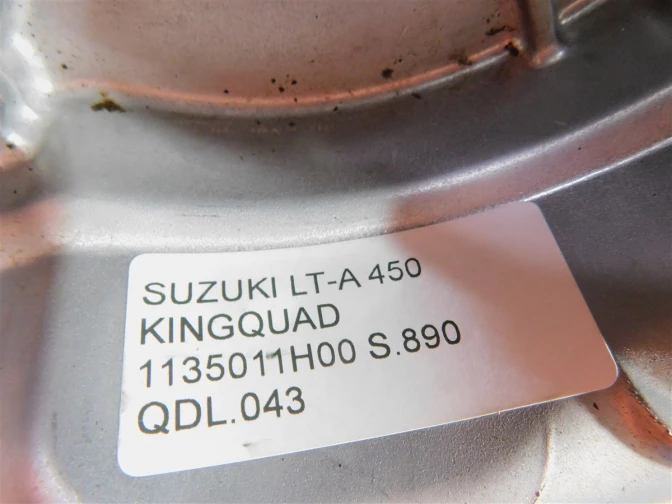 SUZUKI LT-A 450
KINGQUAD
1135011H00 S.890
QDL.043